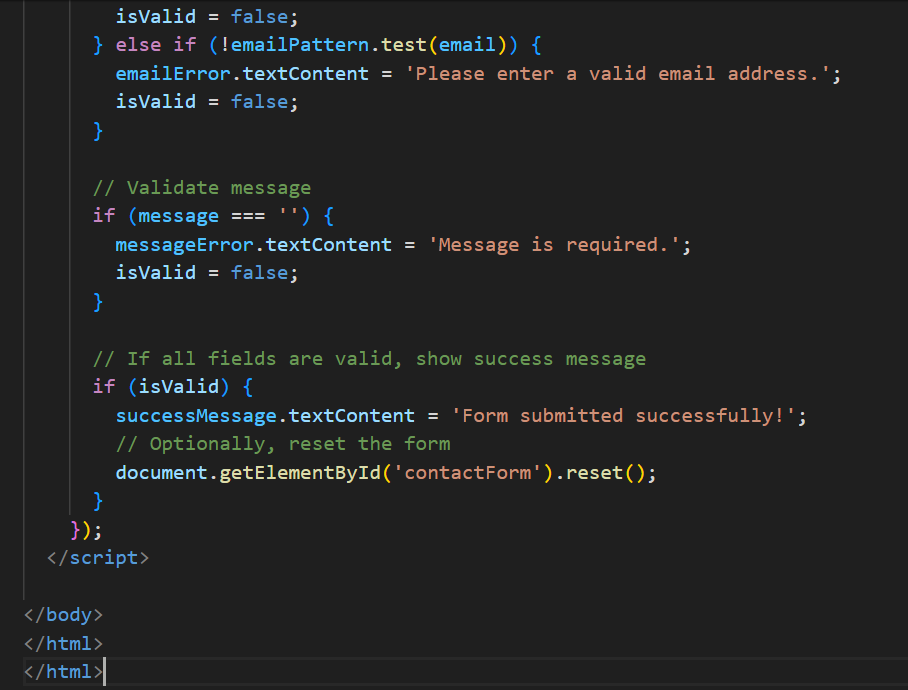 isValid = false;
} else if (!emailPattern.test(email)) {
emailError.textContent = 'Please enter a valid email address.';
isValid = false;
}
// Validate message
if (message === '') {
messageError.textContent = 'Message is required.';
isValid = false;
}
// If all fields are valid, show success message
if (isValid) {
successMessage.textContent = 'Form submitted successfully!';
// Optionally, reset the form
document.getElementById('contactForm').reset();
}
});
</script>
</body>
</html>
</html>